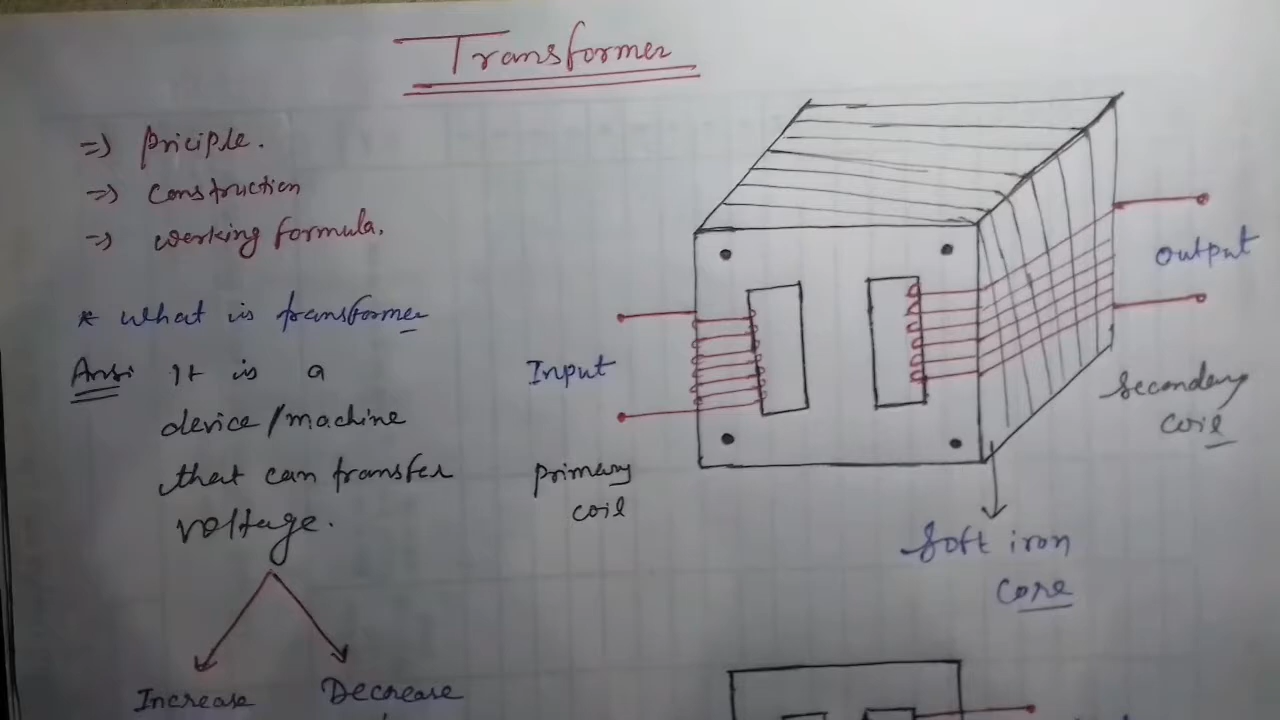 Transformer
=) Priciple.
=) Construction
=) working formula.
* What is transformer
Ans: It is a
device/machine
that can transfer
voltage.
Increase
Decrease
Input
Primary
coil
Output
Secondary
coil
Soft iron
core